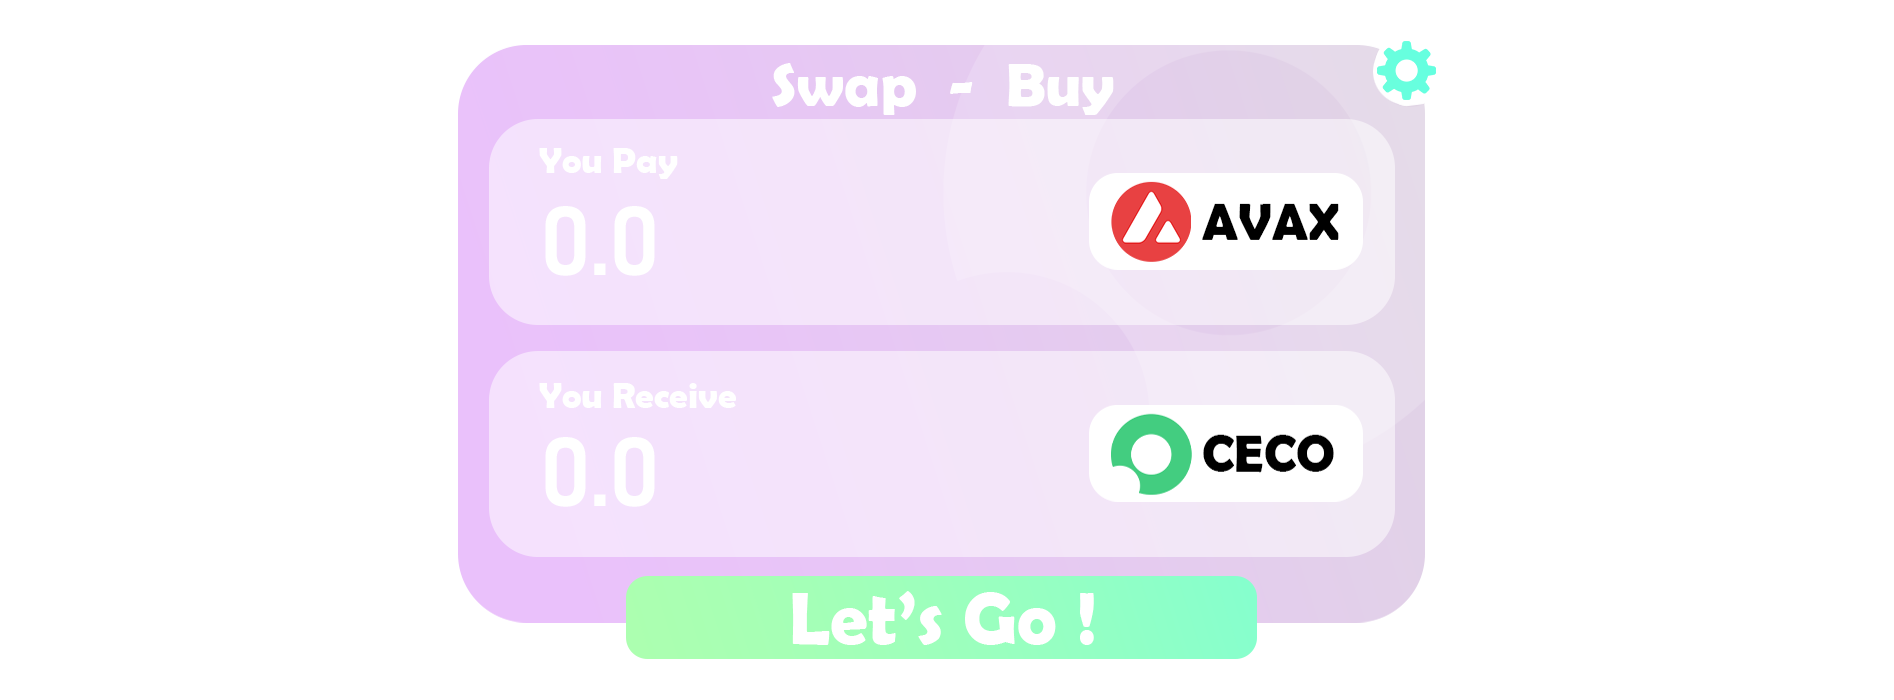 Swap - Buy
You Pay
0.0
AVAX
You Receive
0.0
CECO
Let's Go !